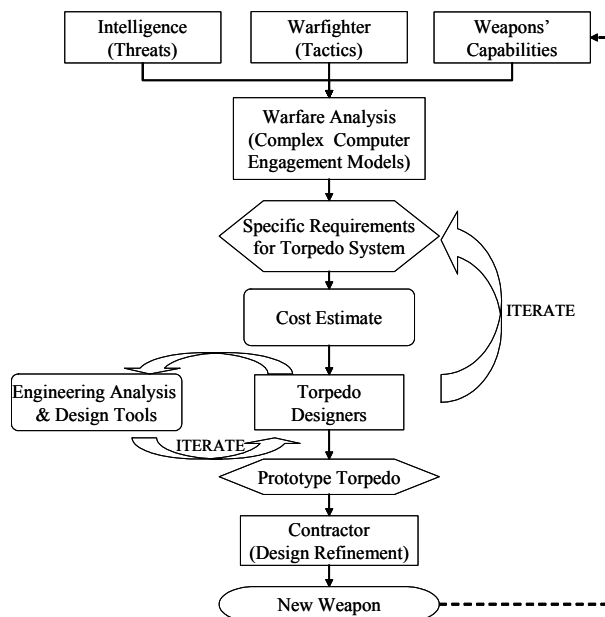 Intelligence
(Threats)
Warfighter
(Tactics)
Weapons'
Capabilities
Warfare Analysis
(Complex Computer
Engagement Models)
Specific Requirements
for Torpedo System
ITERATE
Cost Estimate
Engineering Analysis
& Design Tools
Torpedo
Designers
ITERATE
Prototype Torpedo
Contractor
(Design Refinement)
New Weapon